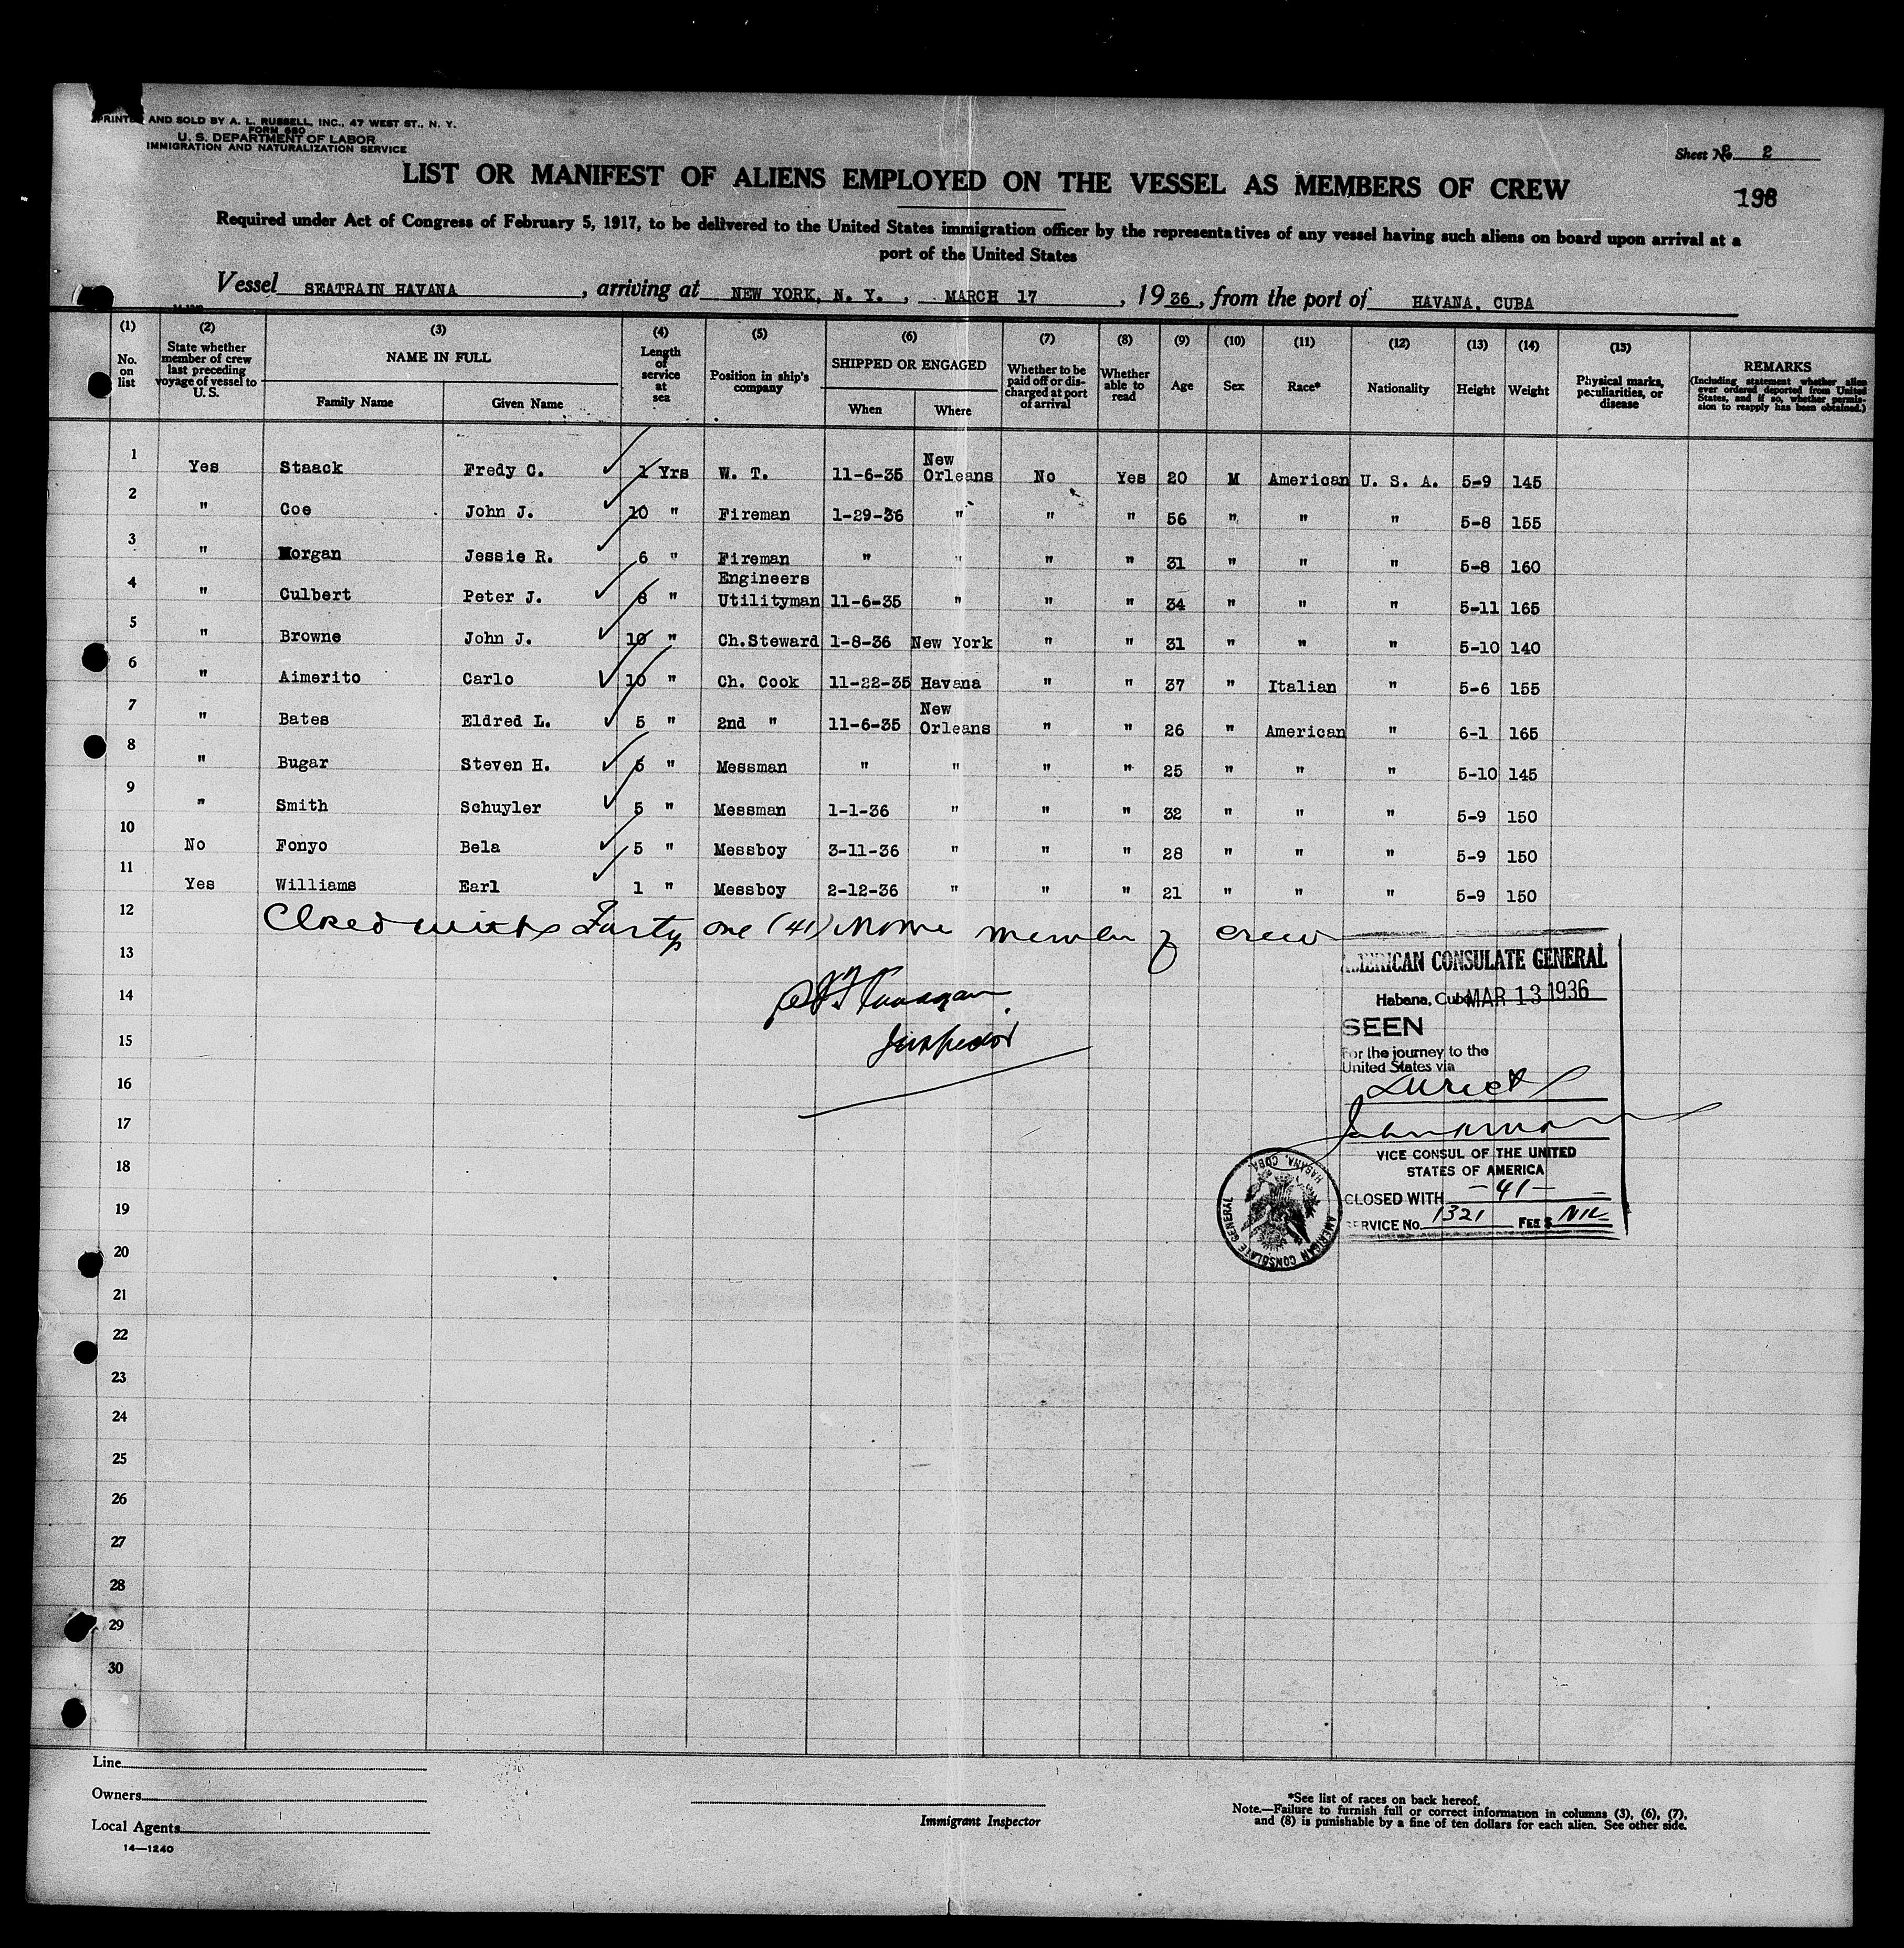 PRINTED AND SOLD BY A. L. RUSSELL, INC., 47 WEST ST., N. Y.
FORM 680
U. S. DEPARTMENT OF LABOR
IMMIGRATION AND NATURALIZATION SERVICE
Sheet No. 2
198
LIST OR MANIFEST OF ALIENS EMPLOYED ON THE VESSEL AS MEMBERS OF CREW
Required under Act of Congress of February 5, 1917, to be delivered to the United States immigration officer by the representatives of any vessel having such aliens on board upon arrival at a
port of the United States
Vessel SEATRAIN HAVANA, arriving at NEW YORK, N. Y., MARCH 17, 1936, from the port of HAVANA, CUBA
(1) (2) (3) (4) (5) (6) (7) (8) (9) (10) (11) (12) (13) (14) (15)
No. on list
State whether member of crew last preceding voyage of vessel to U. S.
NAME IN FULL
Family Name Given Name
Length of service at sea
Position in ship's company
SHIPPED OR ENGAGED
When Where
Whether to be paid off or discharged at port of arrival
Whether able to read
Age
Sex
Race*
Nationality
Height
Weight
Physical marks, peculiarities, or disease
REMARKS
(Including statement whether alien ever ordered deported from United States, and if so, whether permission to reapply has been obtained.)
1 Yes Staack Fredy C. 1 Yrs W. T. 11-6-35 New Orleans No Yes 20 M American U. S. A. 5-9 145
2 " Coe John J. 10 " Fireman 1-29-36 " " " 56 " " " 5-8 155
3 " Morgan Jessie R. 6 " Fireman " " " " 31 " " " 5-8 160
4 " Culbert Peter J. 6 " Engineers Utilityman 11-6-35 " " " 34 " " " 5-11 165
5 " Browne John J. 10 " Ch.Steward 1-8-36 New York " " 31 " " " 5-10 140
6 " Aimerito Carlo 10 " Ch. Cook 11-22-35 Havana " " 37 " Italian " 5-6 155
7 " Bates Eldred L. 5 " 2nd " 11-6-35 New Orleans " " 26 " American " 6-1 165
8 " Bugar Steven H. 6 " Messman " " " " 25 " " " 5-10 145
9 " Smith Schuyler 5 " Messman 1-1-36 " " " 32 " " " 5-9 150
10 No Fonyo Bela 5 " Messboy 3-11-36 " " " 28 " " " 5-9 150
11 Yes Williams Earl 1 " Messboy 2-12-36 " " " 21 " " " 5-9 150
12 Closed with Forty one (41) member of crew
13
14
Inspector
15
16
17
18
19
20
21
22
23
24
25
26
27
28
29
30
AMERICAN CONSULATE GENERAL
Habana, Cuba MAR 13 1936
SEEN
For the journey to the
United States via
Direct
VICE CONSUL OF THE UNITED
STATES OF AMERICA
CLOSED WITH -41-
SERVICE No. 1321 FEE $ Nil
AMERICAN CONSULATE GENERAL HABANA, CUBA.
Line
Owners
Local Agents
14—1240
Immigrant Inspector
*See list of races on back hereof.
Note.—Failure to furnish full or correct information in columns (3), (6), (7),
and (8) is punishable by a fine of ten dollars for each alien. See other side.